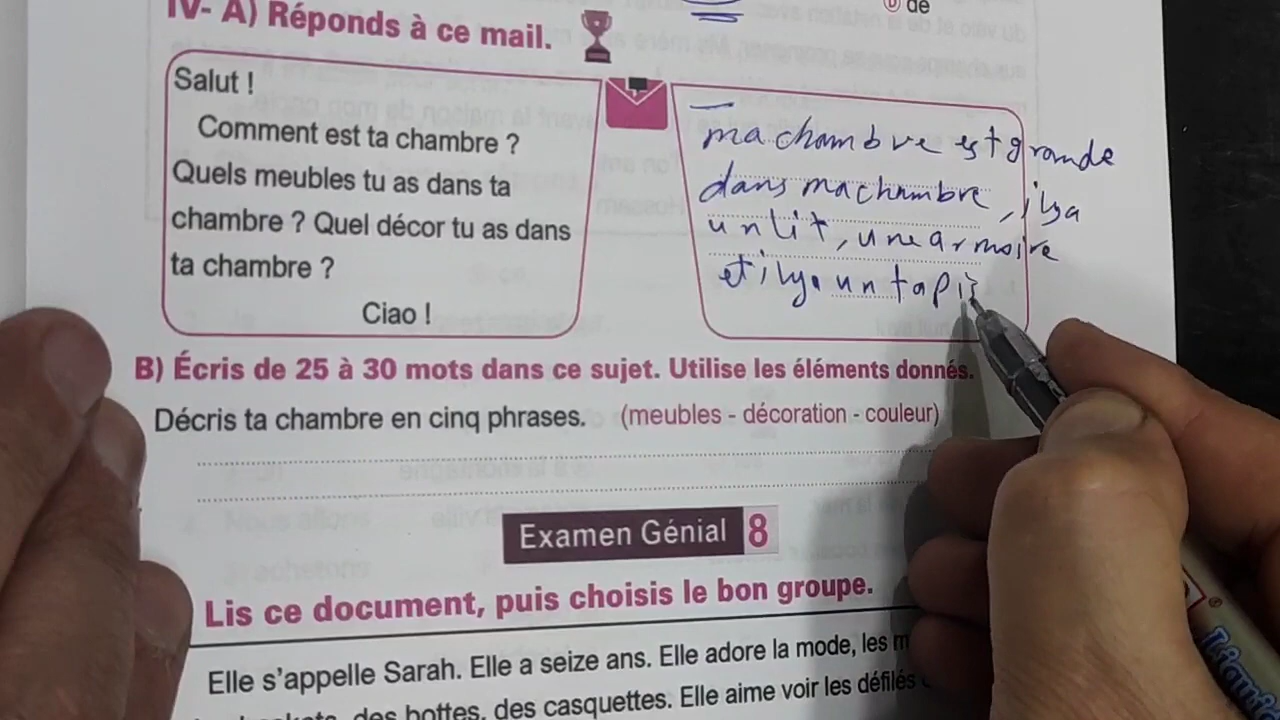 IV- A) Réponds à ce mail.
de
Salut !
Comment est ta chambre ?
Quels meubles tu as dans ta
chambre ? Quel décor tu as dans
ta chambre ?
Ciao !
ma chambre est grande
dans ma chambre, il y a
un lit, une armoire
et il y a un tapis
B) Écris de 25 à 30 mots dans ce sujet. Utilise les éléments donnés.
Décris ta chambre en cinq phrases. (meubles - décoration - couleur)
Examen Génial 8
Lis ce document, puis choisis le bon groupe.
Elle s'appelle Sarah. Elle a seize ans. Elle adore la mode, les
des bottes, des casquettes. Elle aime voir les défilés